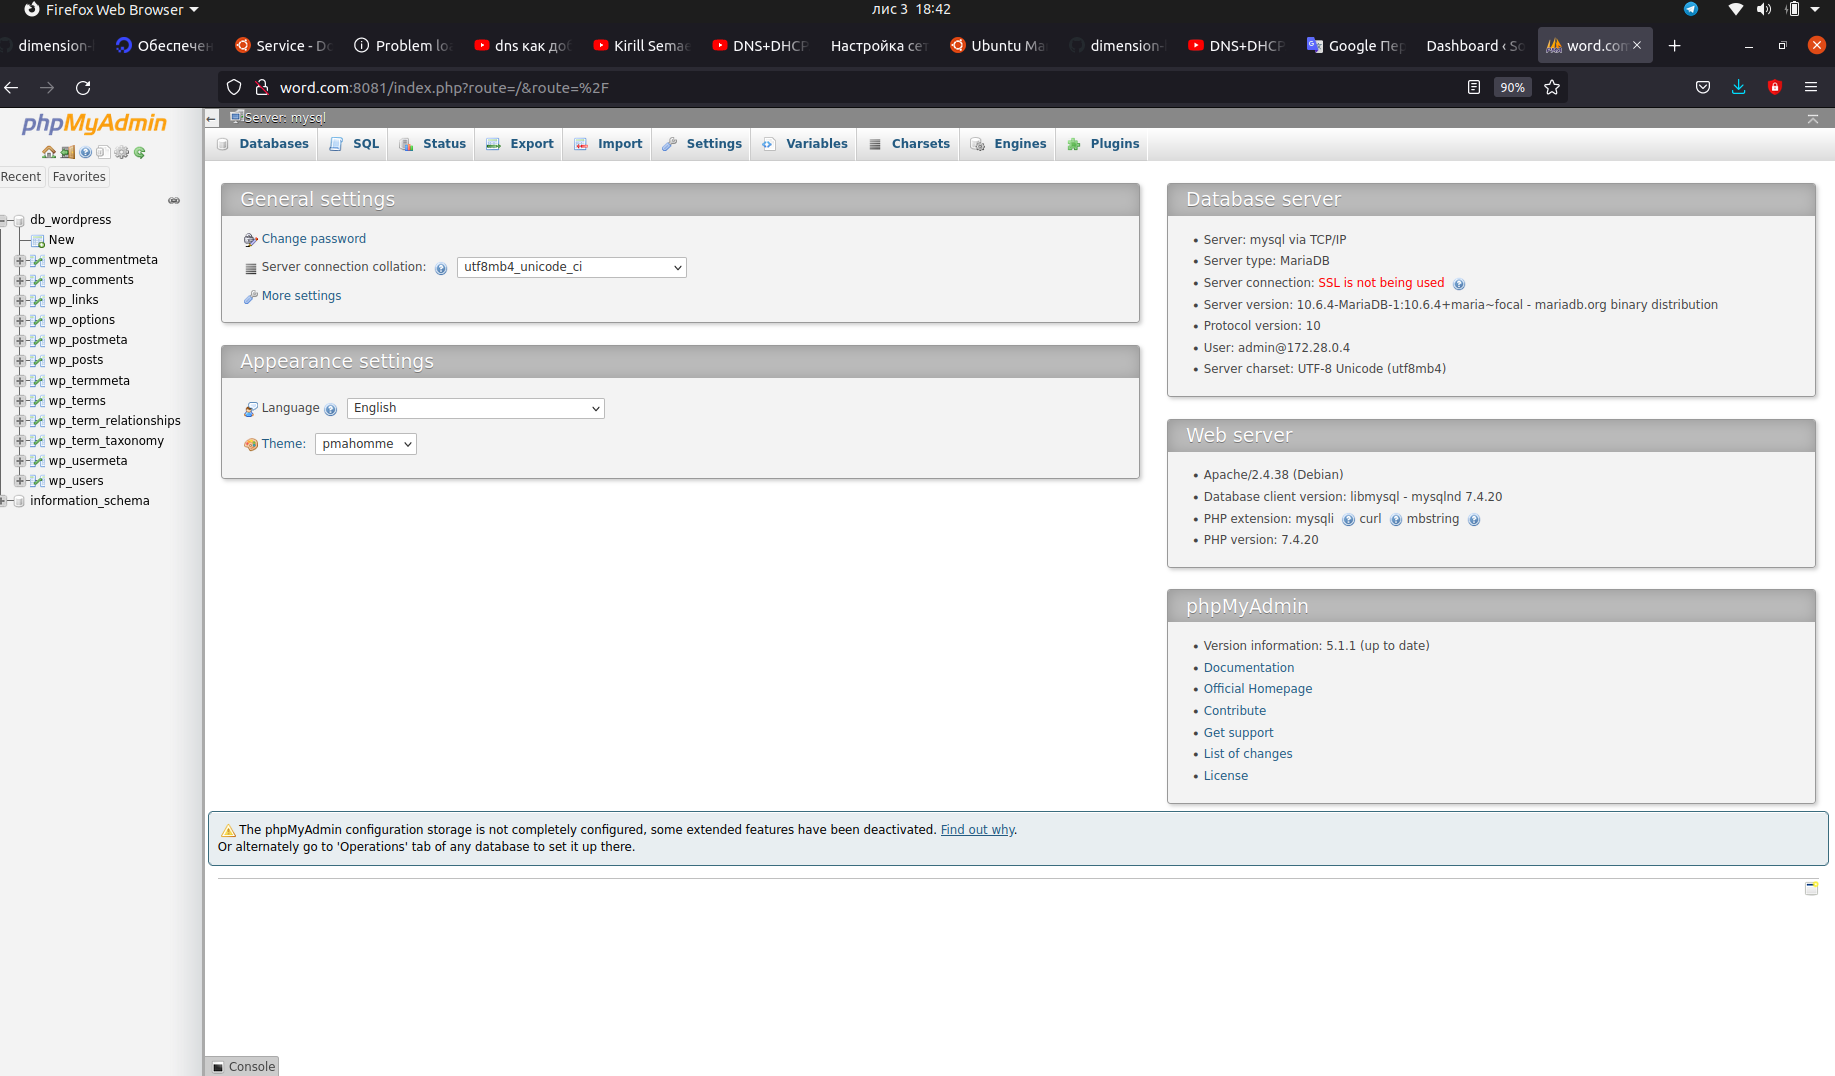 Firefox Web Browser
лис 3 18:42
dimension-
Обеспечен
Service - Do
Problem loa
dns как доб
Kirill Semae
DNS+DHCP
Настройка сет
Ubuntu Ma
dimension-
DNS+DHCP
Google Пер
Dashboard ‹ So
word.com
word.com:8081/index.php?route=/&route=%2F
90%
phpMyAdmin
Recent
Favorites
db_wordpress
New
wp_commentmeta
wp_comments
wp_links
wp_options
wp_postmeta
wp_posts
wp_termmeta
wp_terms
wp_term_relationships
wp_term_taxonomy
wp_usermeta
wp_users
information_schema
Server: mysql
Databases
SQL
Status
Export
Import
Settings
Variables
Charsets
Engines
Plugins
General settings
Change password
Server connection collation:
utf8mb4_unicode_ci
More settings
Appearance settings
Language
English
Theme:
pmahomme
Database server
Server: mysql via TCP/IP
Server type: MariaDB
Server connection: SSL is not being used
Server version: 10.6.4-MariaDB-1:10.6.4+maria~focal - mariadb.org binary distribution
Protocol version: 10
User: admin@172.28.0.4
Server charset: UTF-8 Unicode (utf8mb4)
Web server
Apache/2.4.38 (Debian)
Database client version: libmysql - mysqlnd 7.4.20
PHP extension: mysqli curl mbstring
PHP version: 7.4.20
phpMyAdmin
Version information: 5.1.1 (up to date)
Documentation
Official Homepage
Contribute
Get support
List of changes
License
The phpMyAdmin configuration storage is not completely configured, some extended features have been deactivated. Find out why.
Or alternately go to 'Operations' tab of any database to set it up there.
Console